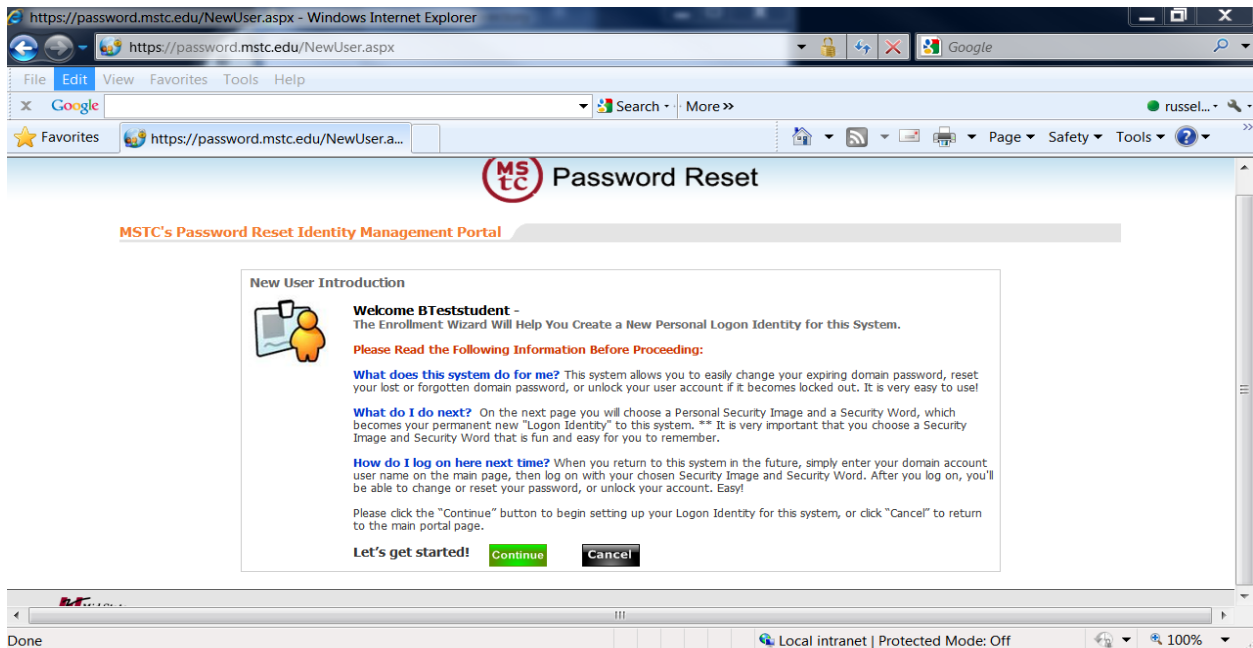 https://password.mstc.edu/NewUser.aspx - Windows Internet Explorer
https://password.mstc.edu/NewUser.aspx
Google
File Edit View Favorites Tools Help
x Google Search More »
russel...
Favorites https://password.mstc.edu/NewUser.a... Page Safety Tools »
MS
tc Password Reset
MSTC's Password Reset Identity Management Portal
New User Introduction
Welcome BTeststudent -
The Enrollment Wizard Will Help You Create a New Personal Logon Identity for this System.
Please Read the Following Information Before Proceeding:
What does this system do for me? This system allows you to easily change your expiring domain password, reset
your lost or forgotten domain password, or unlock your user account if it becomes locked out. It is very easy to use!
What do I do next? On the next page you will choose a Personal Security Image and a Security Word, which
becomes your permanent new "Logon Identity" to this system. ** It is very important that you choose a Security
Image and Security Word that is fun and easy for you to remember.
How do I log on here next time? When you return to this system in the future, simply enter your domain account
user name on the main page, then log on with your chosen Security Image and Security Word. After you log on, you'll
be able to change or reset your password, or unlock your account. Easy!
Please click the "Continue" button to begin setting up your Logon Identity for this system, or click "Cancel" to return
to the main portal page.
Let's get started! Continue Cancel
Done Local intranet | Protected Mode: Off 100%